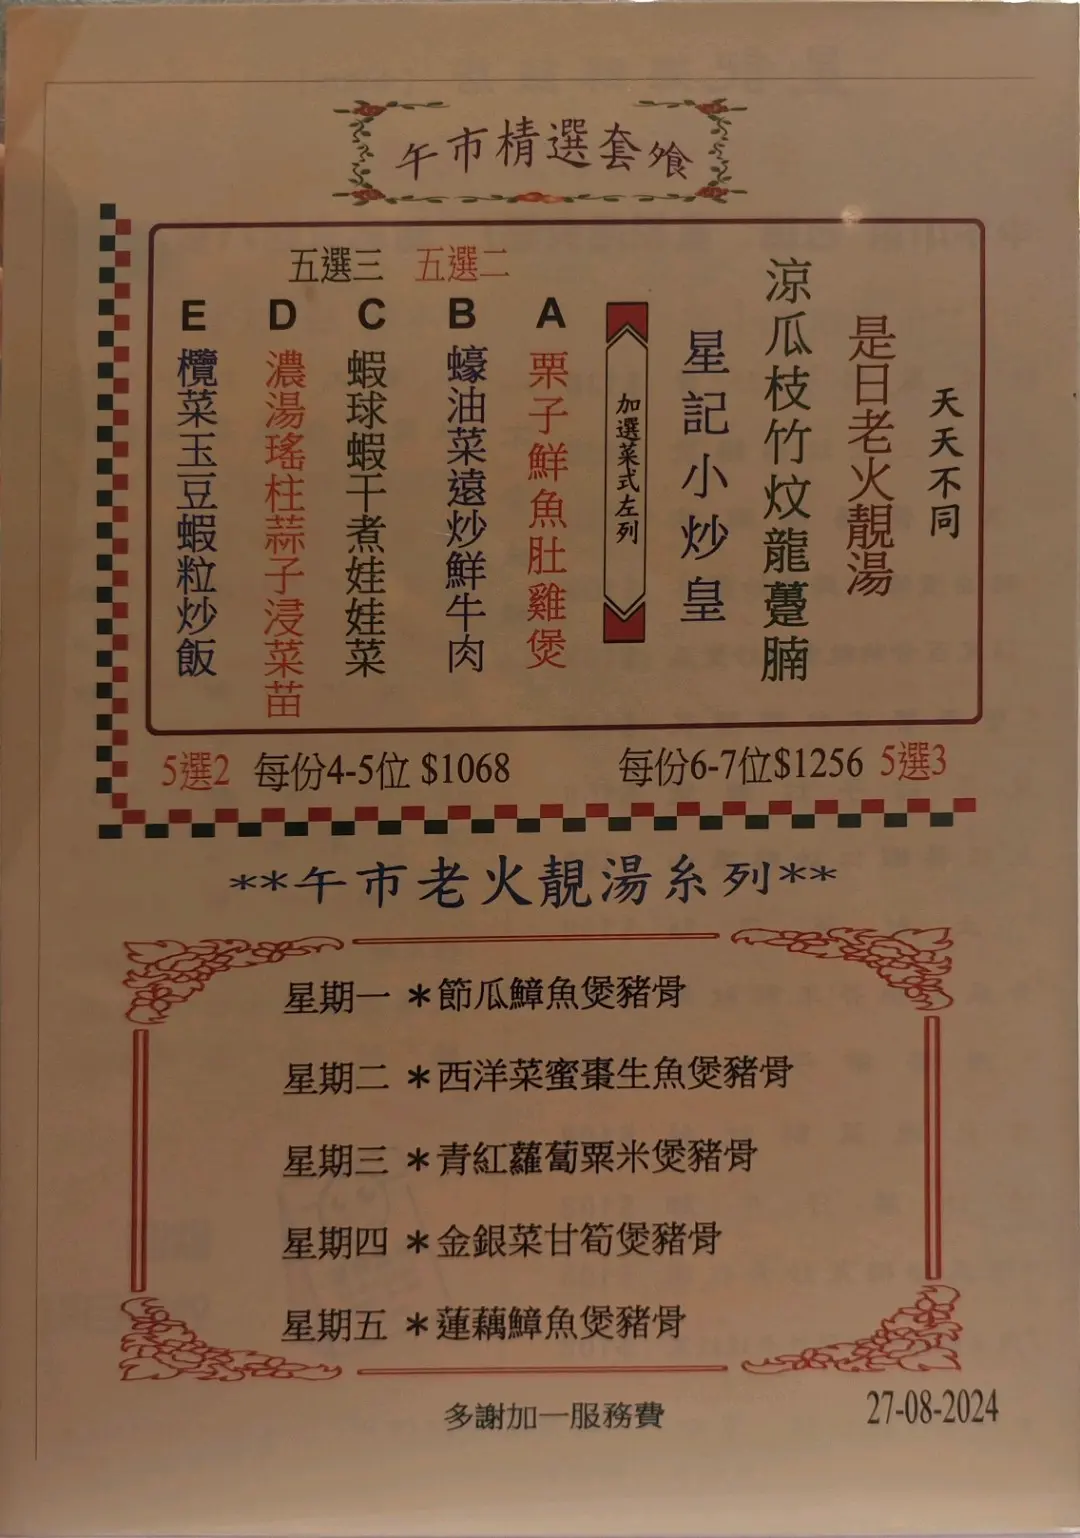 午市精選套飧
天天不同
是日老火靚湯
涼瓜枝竹炆龍躉腩
星記小炒皇
加選菜式左列
五選二
五選三
A 栗子鮮魚肚雞煲
B 蠔油菜遠炒鮮牛肉
C 蝦球蝦干煮娃娃菜
D 濃湯瑤柱蒜子浸菜苗
E 欖菜玉豆蝦粒炒飯
5選2 每份4-5位 $1068
每份6-7位$1256 5選3
**午市老火靚湯糸列**
星期一 *節瓜鱆魚煲豬骨
星期二 *西洋菜蜜棗生魚煲豬骨
星期三 *青紅蘿蔔粟米煲豬骨
星期四 *金銀菜甘筍煲豬骨
星期五 *蓮藕鱆魚煲豬骨
多謝加一服務費
27-08-2024